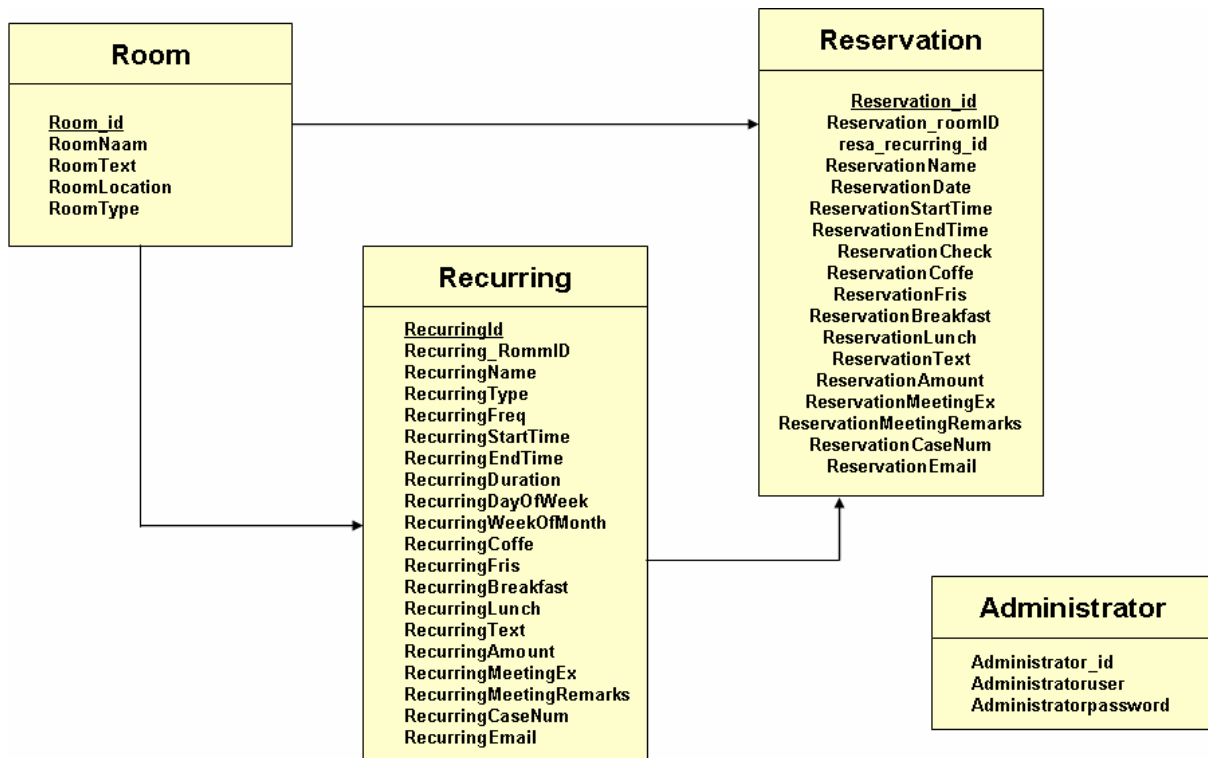 Room
Room_id
RoomNaam
RoomText
RoomLocation
RoomType
Reservation
Reservation_id
Reservation_roomID
resa_recurring_id
ReservationName
ReservationDate
ReservationStartTime
ReservationEndTime
ReservationCheck
ReservationCoffe
ReservationFris
ReservationBreakfast
ReservationLunch
ReservationText
ReservationAmount
ReservationMeetingEx
ReservationMeetingRemarks
ReservationCaseNum
ReservationEmail
Recurring
RecurringId
Recurring_RommID
RecurringName
RecurringType
RecurringFreq
RecurringStartTime
RecurringEndTime
RecurringDuration
RecurringDayOfWeek
RecurringWeekOfMonth
RecurringCoffe
RecurringFris
RecurringBreakfast
RecurringLunch
RecurringText
RecurringAmount
RecurringMeetingEx
RecurringMeetingRemarks
RecurringCaseNum
RecurringEmail
Administrator
Administrator_id
Administratoruser
Administratorpassword